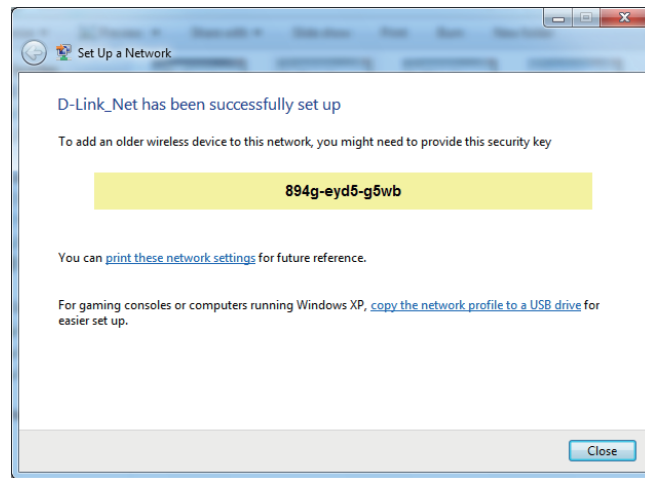 Set Up a Network
D-Link_Net has been successfully set up
To add an older wireless device to this network, you might need to provide this security key
894g-eyd5-g5wb
You can print these network settings for future reference.
For gaming consoles or computers running Windows XP, copy the network profile to a USB drive for
easier set up.
Close